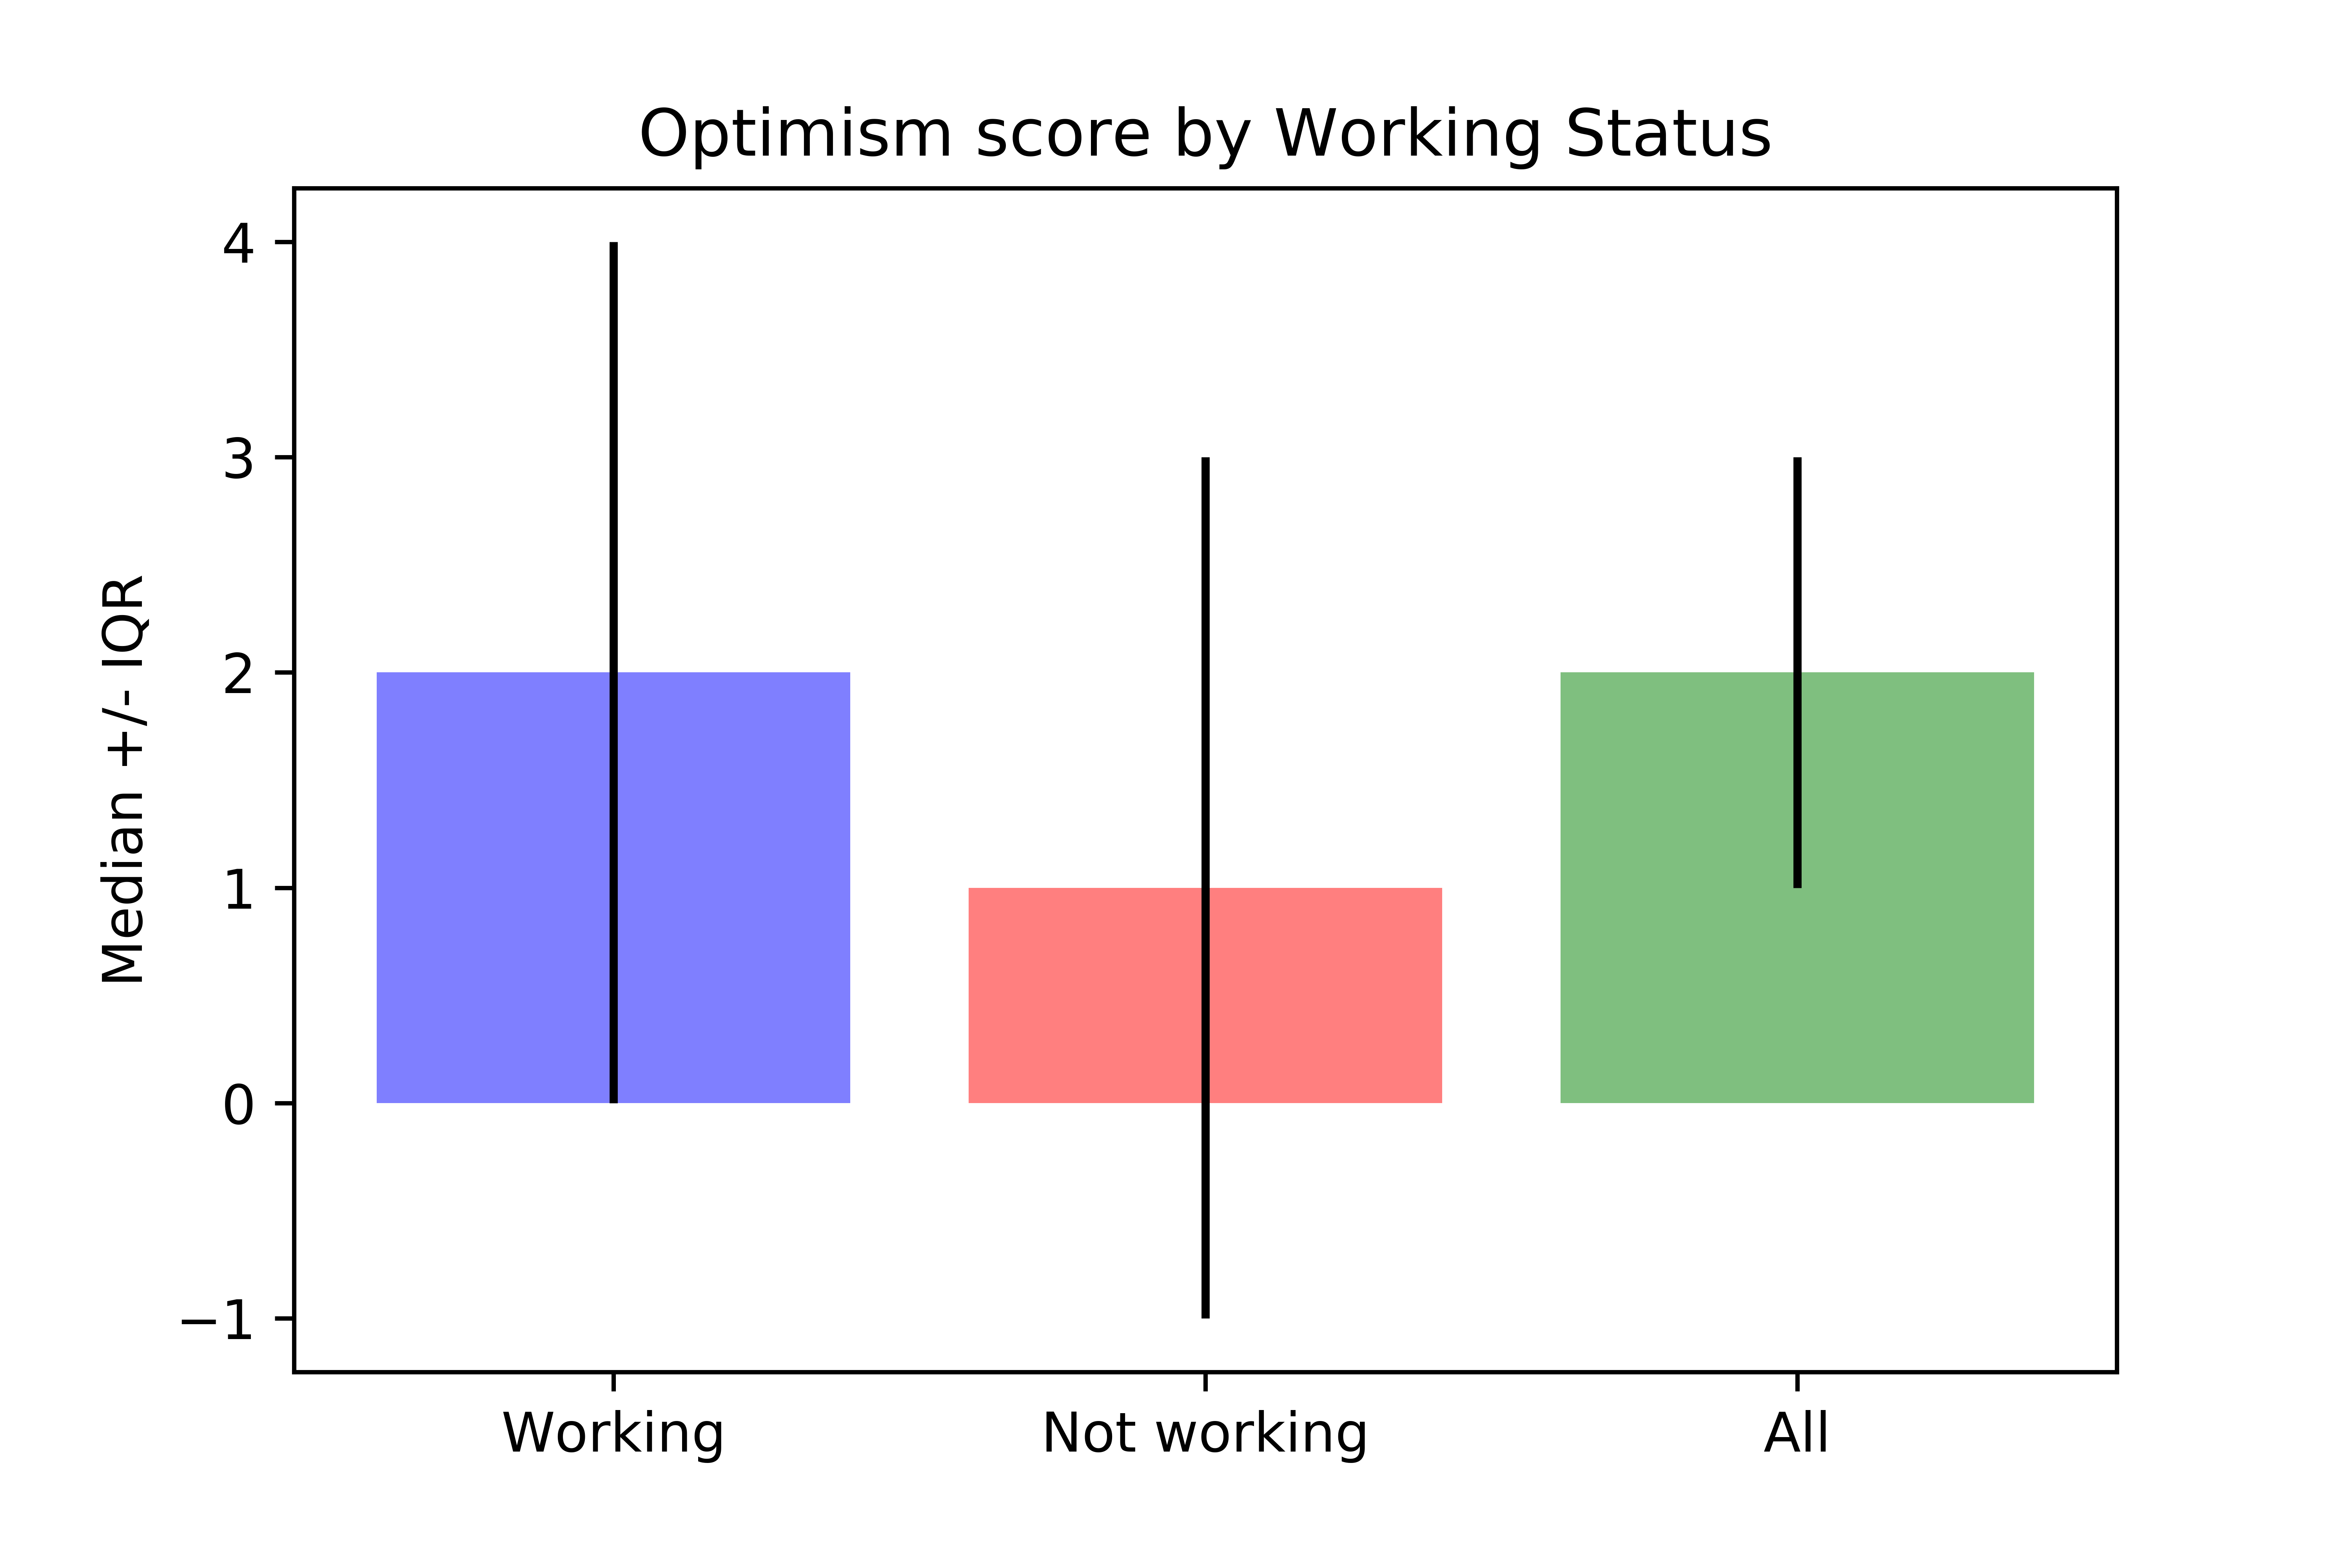 Optimism score by Working Status
Median +/- IQR
4
3
2
1
0
−1
Working
Not working
All